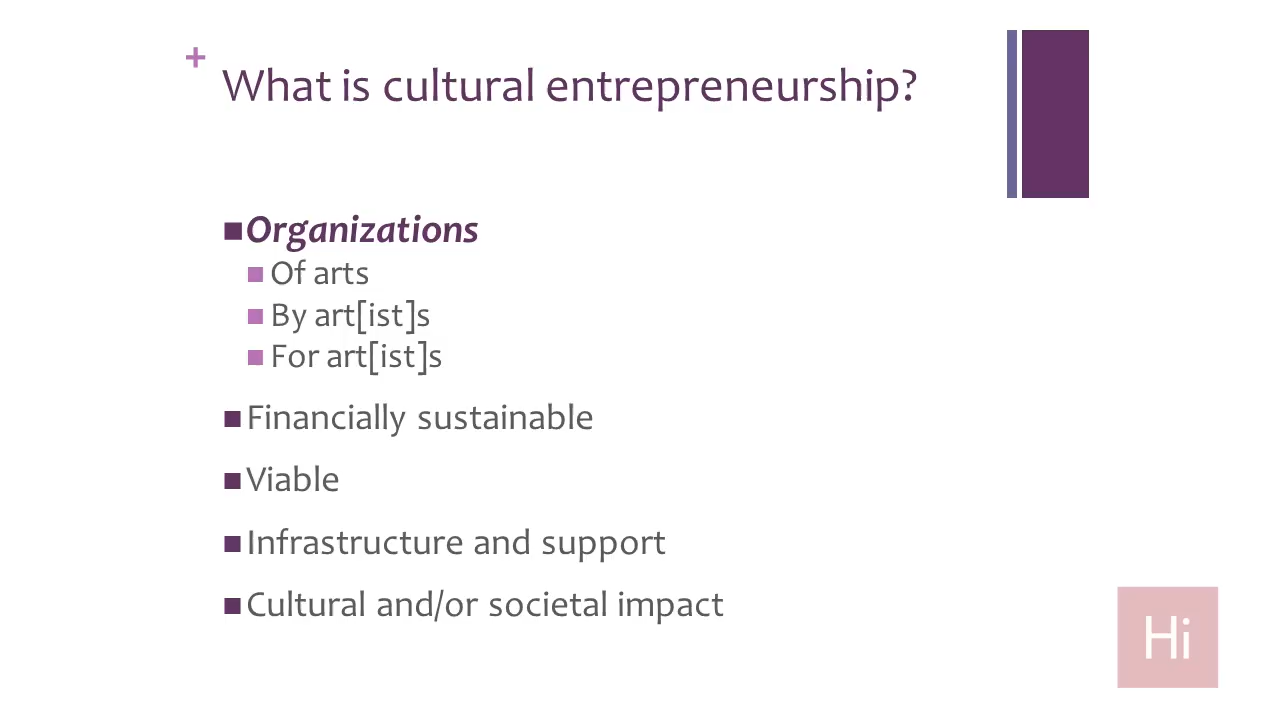 +
What is cultural entrepreneurship?
Organizations
Of arts
By art[ist]s
For art[ist]s
Financially sustainable
Viable
Infrastructure and support
Cultural and/or societal impact
Hi